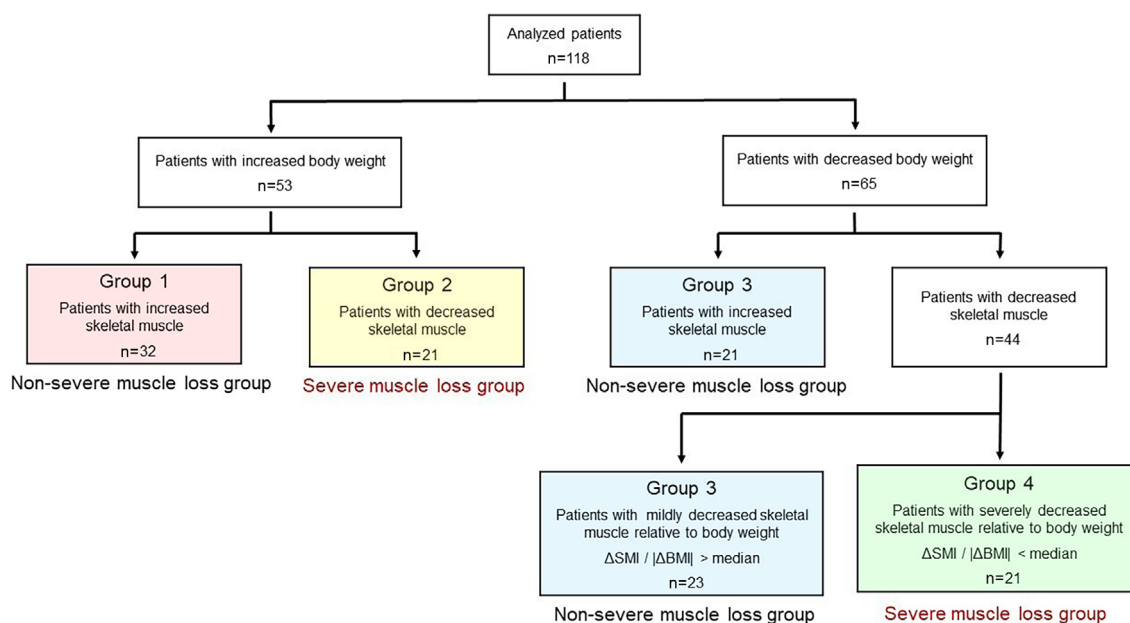 Analyzed patients
n=118
Patients with increased body weight
n=53
Patients with decreased body weight
n=65
Group 1
Patients with increased
skeletal muscle
n=32
Non-severe muscle loss group
Group 2
Patients with decreased
skeletal muscle
n=21
Severe muscle loss group
Group 3
Patients with increased
skeletal muscle
n=21
Non-severe muscle loss group
Patients with decreased
skeletal muscle
n=44
Group 3
Patients with mildly decreased skeletal
muscle relative to body weight
ΔSMI / |ΔBMI| > median
n=23
Non-severe muscle loss group
Group 4
Patients with severely decreased
skeletal muscle relative to body weight
ΔSMI / |ΔBMI| < median
n=21
Severe muscle loss group